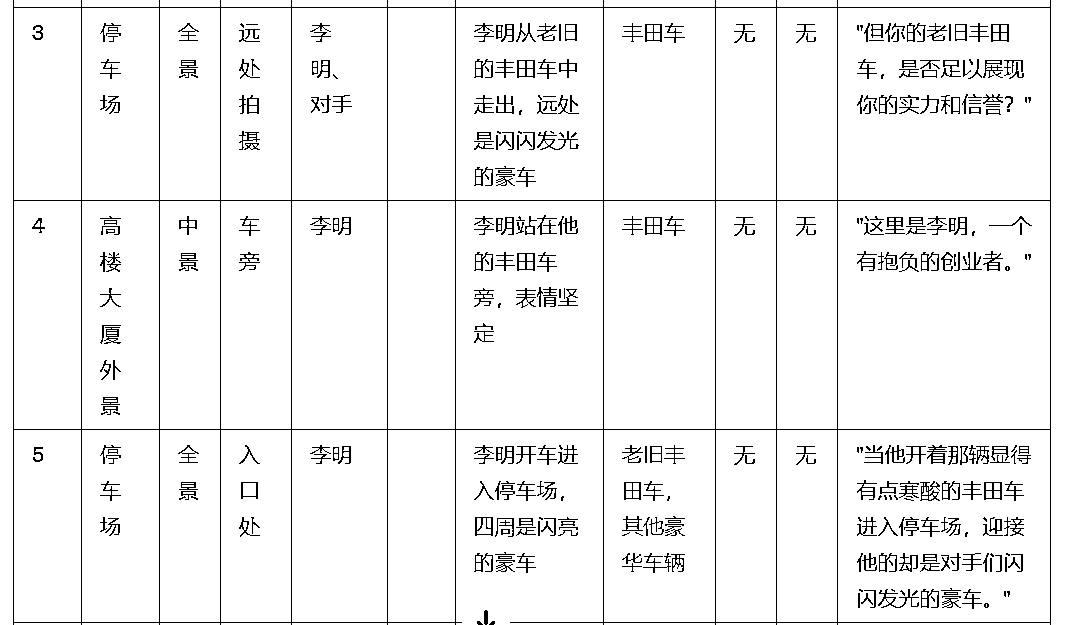 3
停
车
场
全
景
远
处
拍
摄
李
明、
对手
李明从老旧
的丰田车中
走出，远处
是闪闪发光
的豪车
丰田车
无
无
"但你的老旧丰田
车，是否足以展现
你的实力和信誉？"
4
高
楼
大
厦
外
景
中
景
车
旁
李明
李明站在他
的丰田车
旁，表情坚
定
丰田车
无
无
"这里是李明，一个
有抱负的创业者。"
5
停
车
场
全
景
入
口
处
李明
李明开车进
入停车场，
四周是闪亮
的豪车
老旧丰
田车，
其他豪
华车辆
无
无
"当他开着那辆显得
有点寒酸的丰田车
进入停车场，迎接
他的却是对手们闪
闪发光的豪车。"